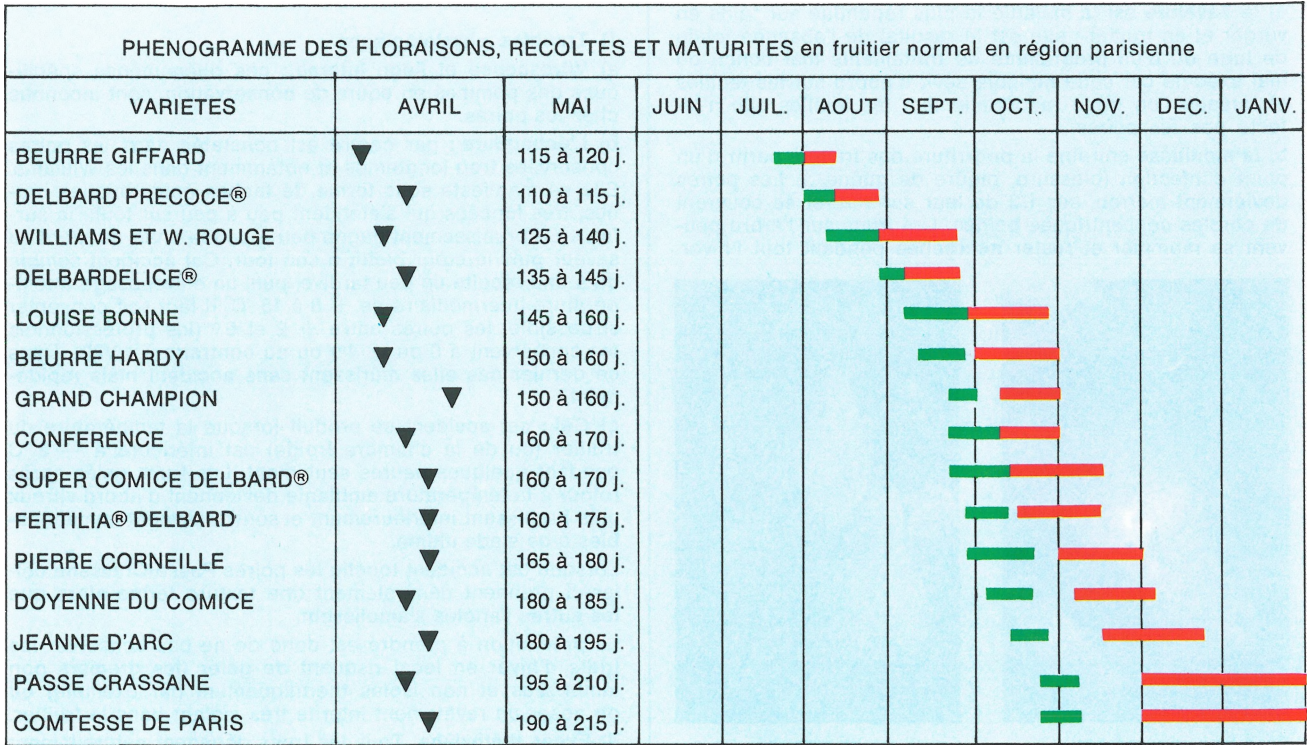 PHENOGRAMME DES FLORAISONS, RECOLTES ET MATURITES en fruitier normal en région parisienne
VARIETES AVRIL MAI JUIN JUIL. AOUT SEPT. OCT. NOV. DEC. JANV.
BEURRE GIFFARD 115 à 120 j.
DELBARD PRECOCE® 110 à 115 j.
WILLIAMS ET W. ROUGE 125 à 140 j.
DELBARDELICE® 135 à 145 j.
LOUISE BONNE 145 à 160 j.
BEURRE HARDY 150 à 160 j.
GRAND CHAMPION 150 à 160 j.
CONFERENCE 160 à 170 j.
SUPER COMICE DELBARD® 160 à 170 j.
FERTILIA® DELBARD 160 à 175 j.
PIERRE CORNEILLE 165 à 180 j.
DOYENNE DU COMICE 180 à 185 j.
JEANNE D'ARC 180 à 195 j.
PASSE CRASSANE 195 à 210 j.
COMTESSE DE PARIS 190 à 215 j.